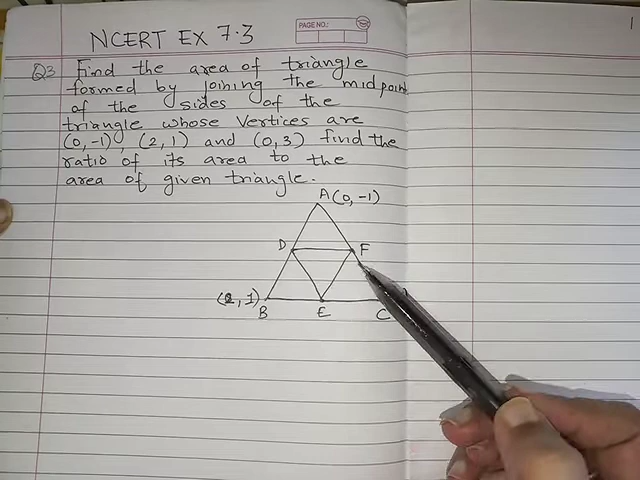 NCERT EX 7.3
PAGE NO.:
1
Q3 Find the area of triangle
formed by joining the midpoint
of the sides of the
triangle whose vertices are
(0,-1), (2,1) and (0,3) find the
ratio of its area to the
area of given triangle.
A(0,-1)
D F
(2,1)
B E C